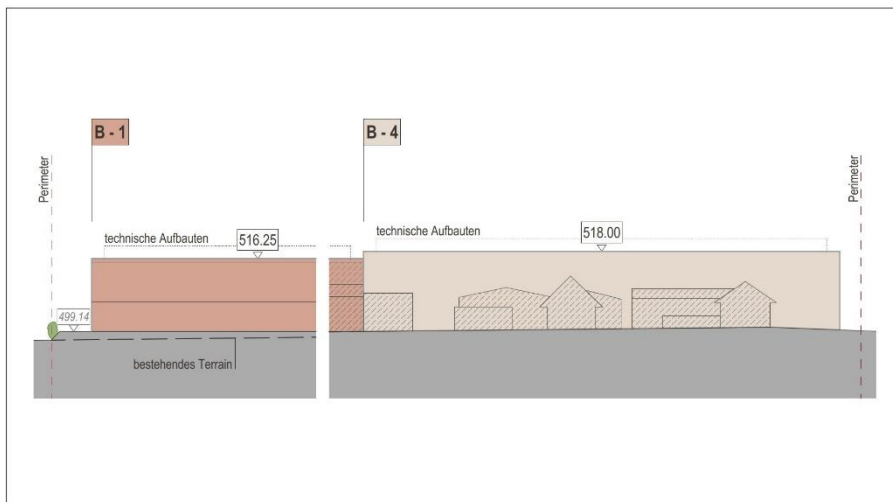 B - 1
B - 4
Perimeter
Perimeter
technische Aufbauten
516.25
technische Aufbauten
518.00
499.14
bestehendes Terrain